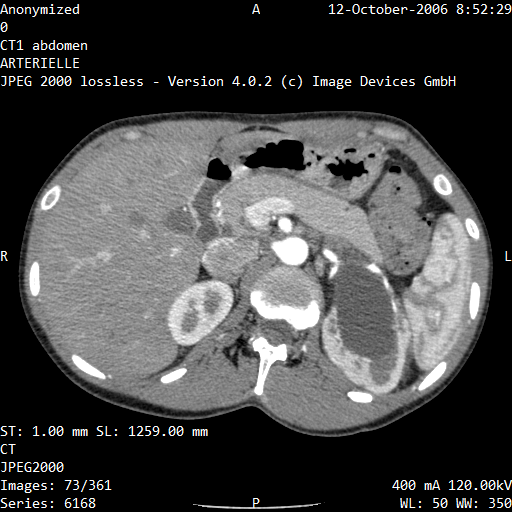 Anonymized A 12-October-2006 8:52:29
0
CT1 abdomen
ARTERIELLE
JPEG 2000 lossless - Version 4.0.2 (c) Image Devices GmbH
R L
ST: 1.00 mm SL: 1259.00 mm
CT
JPEG2000
Images: 73/361 400 mA 120.00kV
Series: 6168 P WL: 50 WW: 350